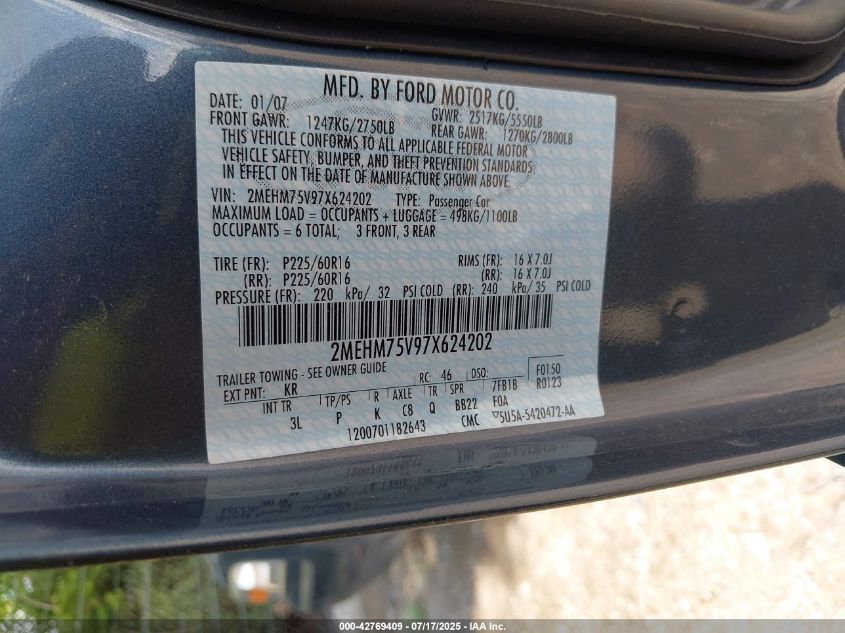 MFD. BY FORD MOTOR CO.
DATE: 01/07 GVWR: 2517KG/5550LB
FRONT GAWR: 1247KG/2750LB REAR GAWR: 1270KG/2800LB
THIS VEHICLE CONFORMS TO ALL APPLICABLE FEDERAL MOTOR
VEHICLE SAFETY, BUMPER, AND THEFT PREVENTION STANDARDS
IN EFFECT ON THE DATE OF MANUFACTURE SHOWN ABOVE.
VIN: 2MEHM75V97X624202 TYPE: Passenger Car
MAXIMUM LOAD = OCCUPANTS + LUGGAGE = 498KG/1100LB
OCCUPANTS = 6 TOTAL; 3 FRONT, 3 REAR
TIRE (FR): P225/60R16 RIMS (FR): 16 X 7.0J
(RR): P225/60R16 (RR): 16 X 7.0J
PRESSURE (FR): 220 kPa/ 32 PSI COLD (RR): 240 kPa/ 35 PSI COLD
2MEHM75V97X624202
TRAILER TOWING - SEE OWNER GUIDE
RC: 46 DSO: F0150
EXT PNT: KR 7FB1B R0123
INT TR TP/PS R AXLE TR SPR F0A
3L P K C8 Q BB22
1200701182643 CMC 5U5A-5420472-AA
000-42769409 - 07/17/2025 - IAA Inc.